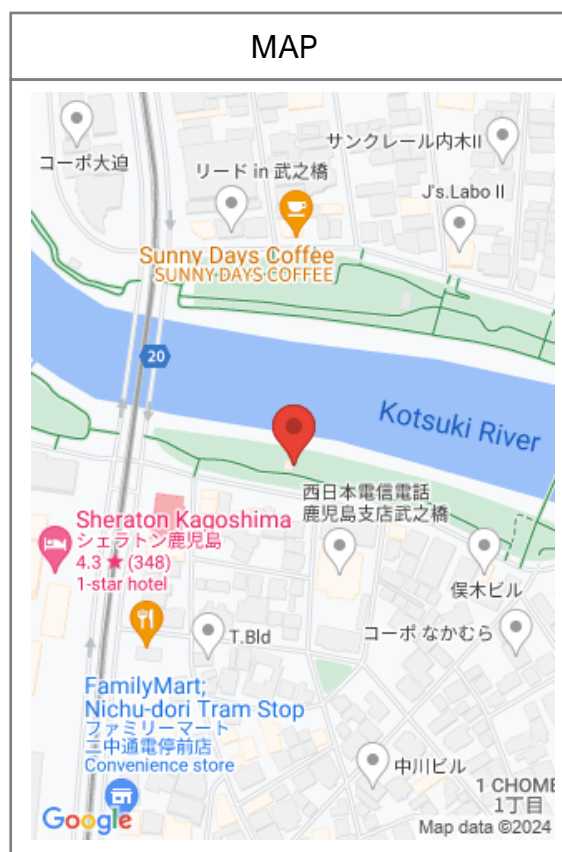 MAP
コーポ大迫
サンクレール内木II
リード in 武之橋
J's.Labo II
Sunny Days Coffee
SUNNY DAYS COFFEE
20
Kotsuki River
西日本電信電話
鹿児島支店武之橋
Sheraton Kagoshima
シェラトン鹿児島
4.3 ★ (348)
1-star hotel
俣木ビル
T.Bld
コーポ なかむら
FamilyMart;
Nichu-dori Tram Stop
ファミリーマート
二中通電停前店
Convenience store
中川ビル
1 CHOME
1丁目
Google
Map data ©2024